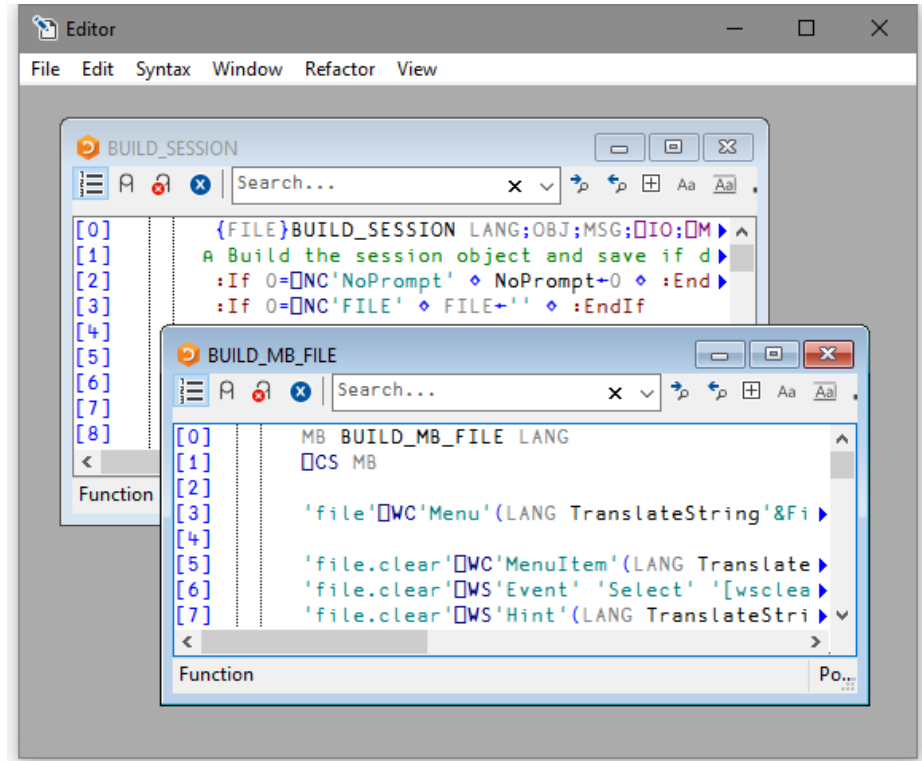 Editor
File Edit Syntax Window Refactor View
BUILD_SESSION
Search...
Aa Aa
[0] {FILE}BUILD_SESSION LANG;OBJ;MSG;⎕IO;⎕M
[1] ⍝ Build the session object and save if d
[2] :If 0=⎕NC'NoPrompt' ⋄ NoPrompt←0 ⋄ :End
[3] :If 0=⎕NC'FILE' ⋄ FILE←'' ⋄ :EndIf
[4]
[5]
[6]
[7]
[8]
Function
BUILD_MB_FILE
Search...
Aa Aa
[0] MB BUILD_MB_FILE LANG
[1] ⎕CS MB
[2]
[3] 'file'⎕WC'Menu'(LANG TranslateString'&Fi
[4]
[5] 'file.clear'⎕WC'MenuItem'(LANG Translate
[6] 'file.clear'⎕WS'Event' 'Select' '[wsclea
[7] 'file.clear'⎕WS'Hint'(LANG TranslateStri
Function Po...